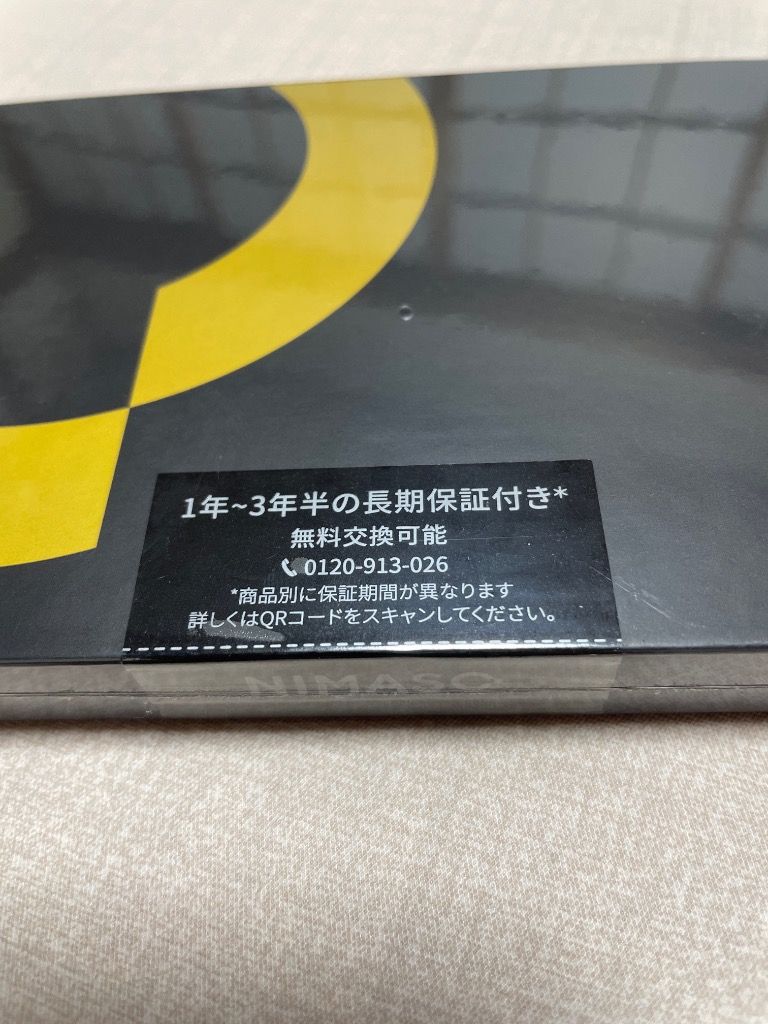 1年~3年半の長期保証付き*
無料交換可能
0120-913-026
*商品別に保証期間が異なります
詳しくはQRコードをスキャンしてください。
NIMASO